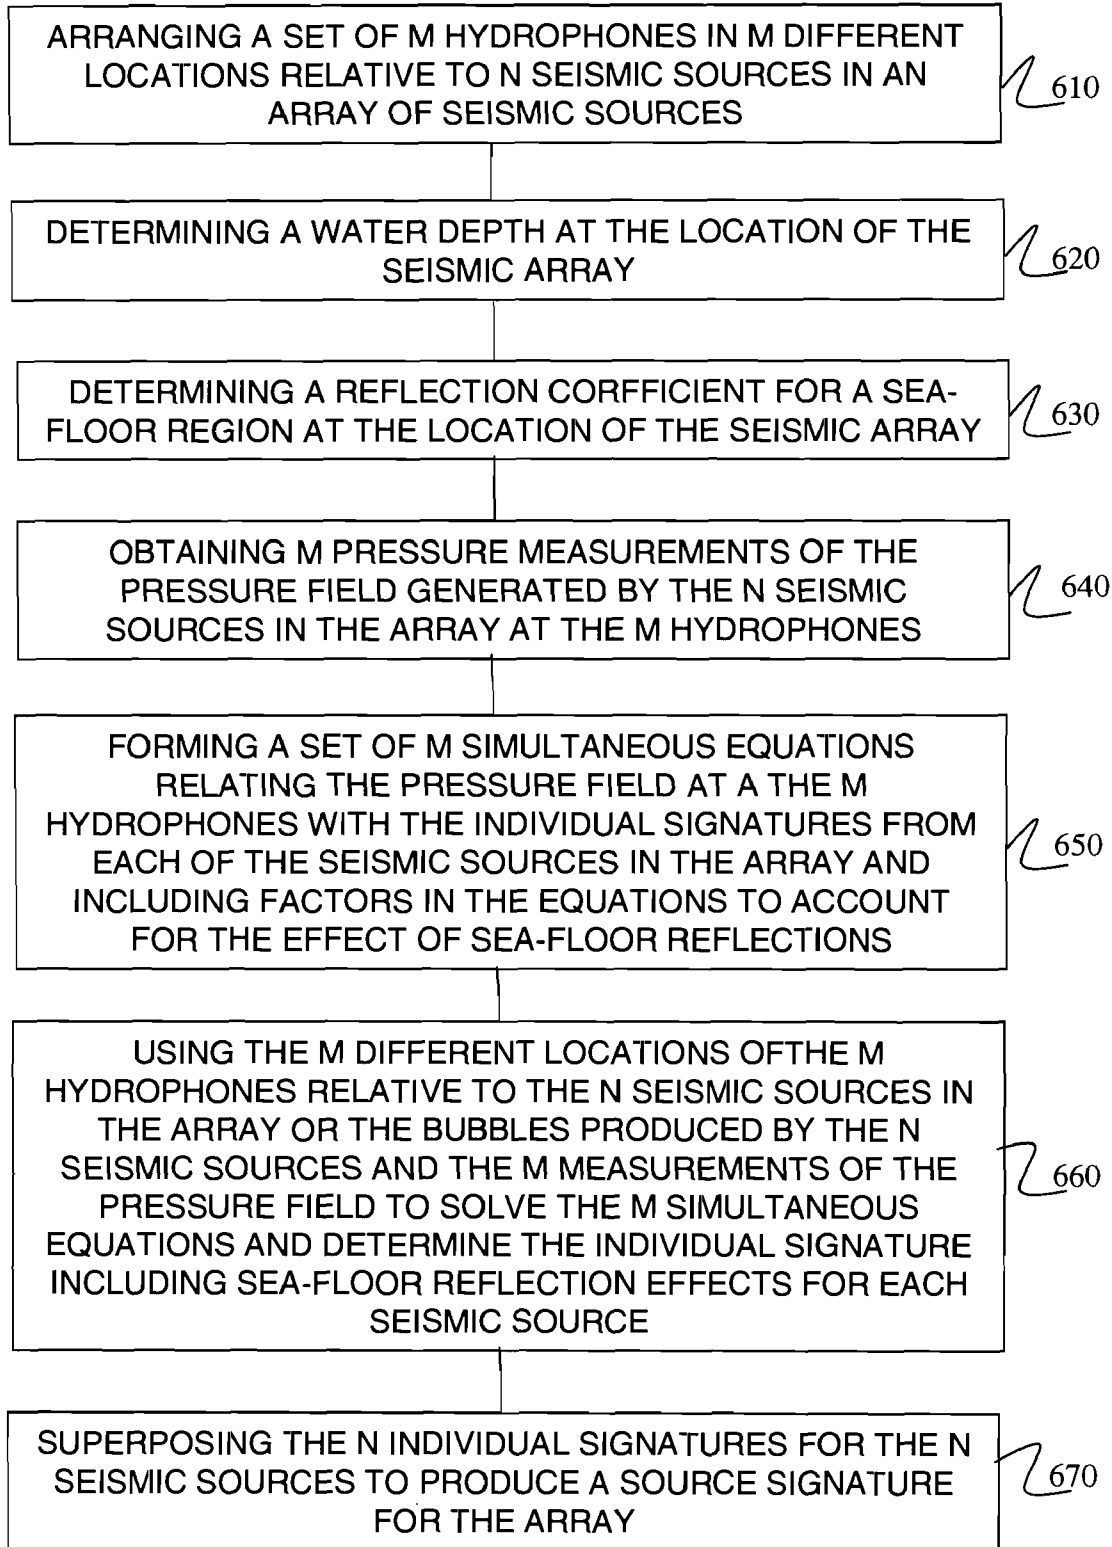 ARRANGING A SET OF M HYDROPHONES IN M DIFFERENT
LOCATIONS RELATIVE TO N SEISMIC SOURCES IN AN
ARRAY OF SEISMIC SOURCES
610
DETERMINING A WATER DEPTH AT THE LOCATION OF THE
SEISMIC ARRAY
620
DETERMINING A REFLECTION CORFFICIENT FOR A SEA-
FLOOR REGION AT THE LOCATION OF THE SEISMIC ARRAY
630
OBTAINING M PRESSURE MEASUREMENTS OF THE
PRESSURE FIELD GENERATED BY THE N SEISMIC
SOURCES IN THE ARRAY AT THE M HYDROPHONES
640
FORMING A SET OF M SIMULTANEOUS EQUATIONS
RELATING THE PRESSURE FIELD AT A THE M
HYDROPHONES WITH THE INDIVIDUAL SIGNATURES FROM
EACH OF THE SEISMIC SOURCES IN THE ARRAY AND
INCLUDING FACTORS IN THE EQUATIONS TO ACCOUNT
FOR THE EFFECT OF SEA-FLOOR REFLECTIONS
650
USING THE M DIFFERENT LOCATIONS OFTHE M
HYDROPHONES RELATIVE TO THE N SEISMIC SOURCES IN
THE ARRAY OR THE BUBBLES PRODUCED BY THE N
SEISMIC SOURCES AND THE M MEASUREMENTS OF THE
PRESSURE FIELD TO SOLVE THE M SIMULTANEOUS
EQUATIONS AND DETERMINE THE INDIVIDUAL SIGNATURE
INCLUDING SEA-FLOOR REFLECTION EFFECTS FOR EACH
SEISMIC SOURCE
660
SUPERPOSING THE N INDIVIDUAL SIGNATURES FOR THE N
SEISMIC SOURCES TO PRODUCE A SOURCE SIGNATURE
FOR THE ARRAY
670